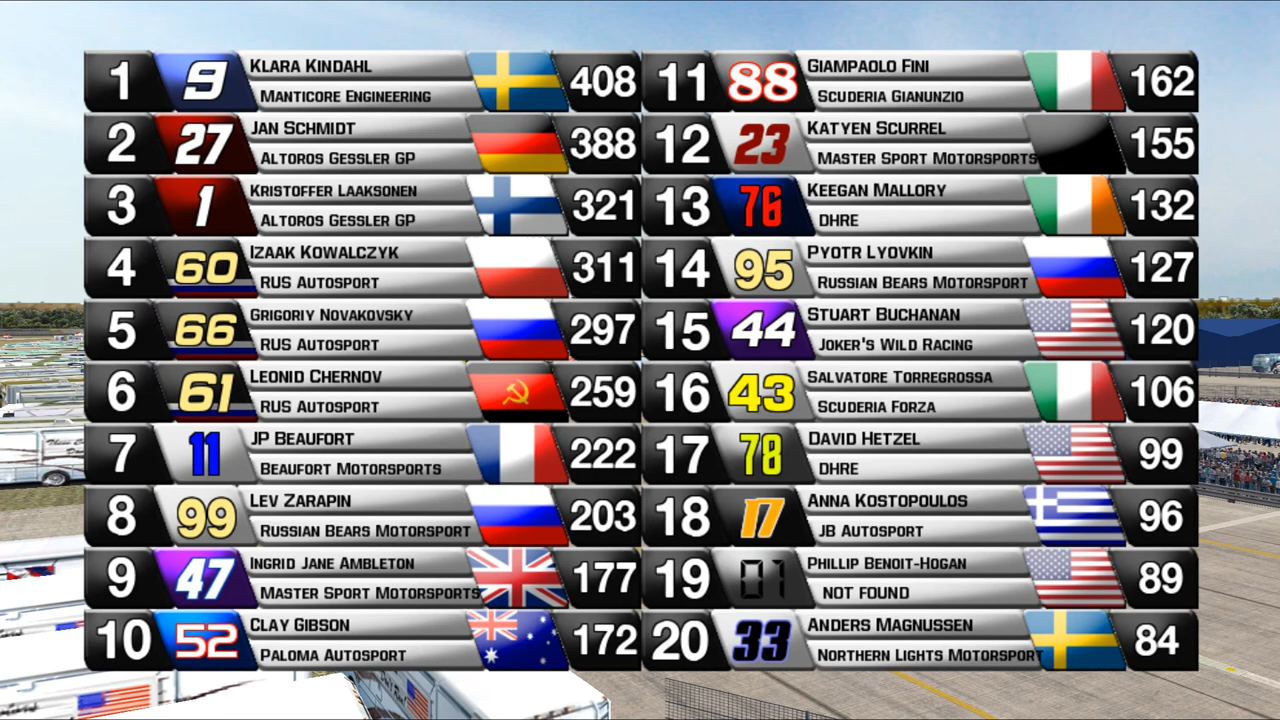 1 9 KLARA KINDAHL 408
MANTICORE ENGINEERING
2 27 JAN SCHMIDT 388
ALTOROS GESSLER GP
3 1 KRISTOFFER LAAKSONEN 321
ALTOROS GESSLER GP
4 60 IZAAK KOWALCZYK 311
RUS AUTOSPORT
5 66 GRIGORIY NOVAKOVSKY 297
RUS AUTOSPORT
6 61 LEONID CHERNOV 259
RUS AUTOSPORT
7 11 JP BEAUFORT 222
BEAUFORT MOTORSPORTS
8 99 LEV ZARAPIN 203
RUSSIAN BEARS MOTORSPORT
9 47 INGRID JANE AMBLETON 177
MASTER SPORT MOTORSPORTS
10 52 CLAY GIBSON 172
PALOMA AUTOSPORT
11 88 GIAMPAOLO FINI 162
SCUDERIA GIANUNZIO
12 23 KATYEN SCURREL 155
MASTER SPORT MOTORSPORTS
13 76 KEEGAN MALLORY 132
DHRE
14 95 PYOTR LYOVKIN 127
RUSSIAN BEARS MOTORSPORT
15 44 STUART BUCHANAN 120
JOKER'S WILD RACING
16 43 SALVATORE TORREGROSSA 106
SCUDERIA FORZA
17 78 DAVID HETZEL 99
DHRE
18 17 ANNA KOSTOPOULOS 96
JB AUTOSPORT
19 01 PHILLIP BENOIT-HOGAN 89
NOT FOUND
20 33 ANDERS MAGNUSSEN 84
NORTHERN LIGHTS MOTORSPORT